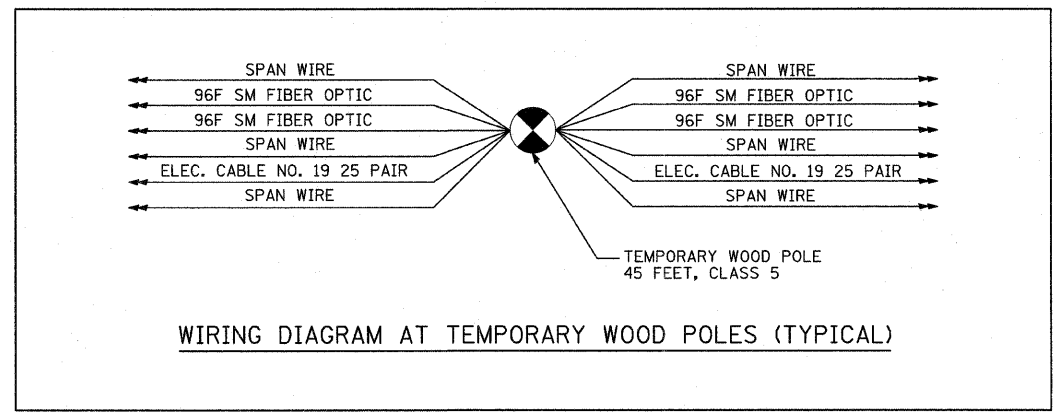 SPAN WIRE
96F SM FIBER OPTIC
96F SM FIBER OPTIC
SPAN WIRE
ELEC. CABLE NO. 19 25 PAIR
SPAN WIRE
SPAN WIRE
96F SM FIBER OPTIC
96F SM FIBER OPTIC
SPAN WIRE
ELEC. CABLE NO. 19 25 PAIR
SPAN WIRE
TEMPORARY WOOD POLE
45 FEET, CLASS 5
WIRING DIAGRAM AT TEMPORARY WOOD POLES (TYPICAL)